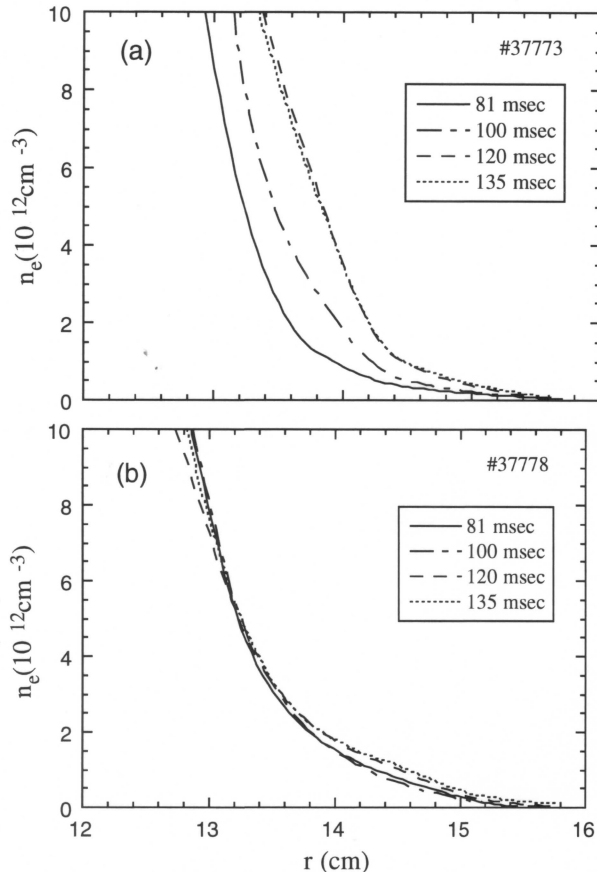 10
8
6
4
2
0
n_e(10 ^12cm ^-3)
(a)
#37773
81 msec
100 msec
120 msec
135 msec
10
8
6
4
2
0
n_e(10 ^12cm ^-3)
(b)
#37778
81 msec
100 msec
120 msec
135 msec
12 13 14 15 16
r (cm)